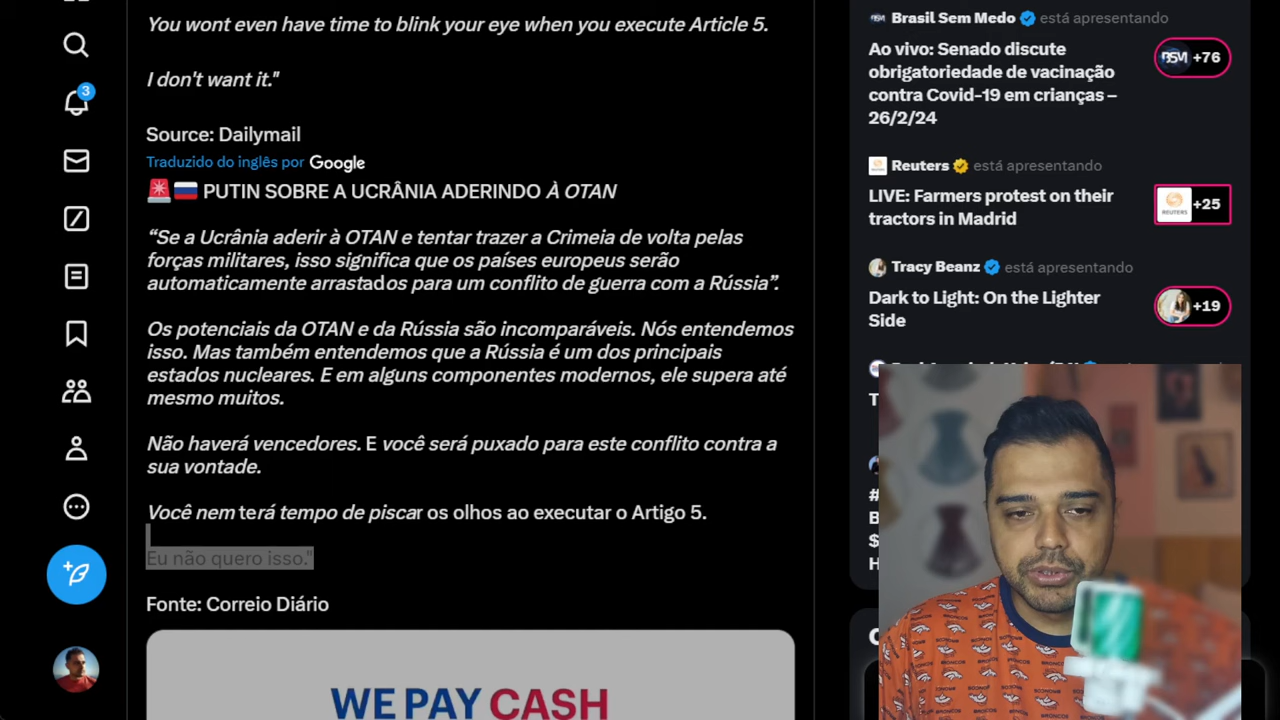 You wont even have time to blink your eye when you execute Article 5.
I don't want it."
Source: Dailymail
Traduzido do inglês por Google
PUTIN SOBRE A UCRÂNIA ADERINDO À OTAN
“Se a Ucrânia aderir à OTAN e tentar trazer a Crimeia de volta pelas
forças militares, isso significa que os países europeus serão
automaticamente arrastados para um conflito de guerra com a Rússia”.
Os potenciais da OTAN e da Rússia são incomparáveis. Nós entendemos
isso. Mas também entendemos que a Rússia é um dos principais
estados nucleares. E em alguns componentes modernos, ele supera até
mesmo muitos.
Não haverá vencedores. E você será puxado para este conflito contra a
sua vontade.
Você nem terá tempo de piscar os olhos ao executar o Artigo 5.
Eu não quero isso."
Fonte: Correio Diário
WE PAY CASH
3
Brasil Sem Medo está apresentando
Ao vivo: Senado discute
obrigatoriedade de vacinação
contra Covid-19 em crianças –
26/2/24
BSM +76
Reuters está apresentando
LIVE: Farmers protest on their
tractors in Madrid
REUTERS +25
Tracy Beanz está apresentando
Dark to Light: On the Lighter
Side
+19
BRONCOS